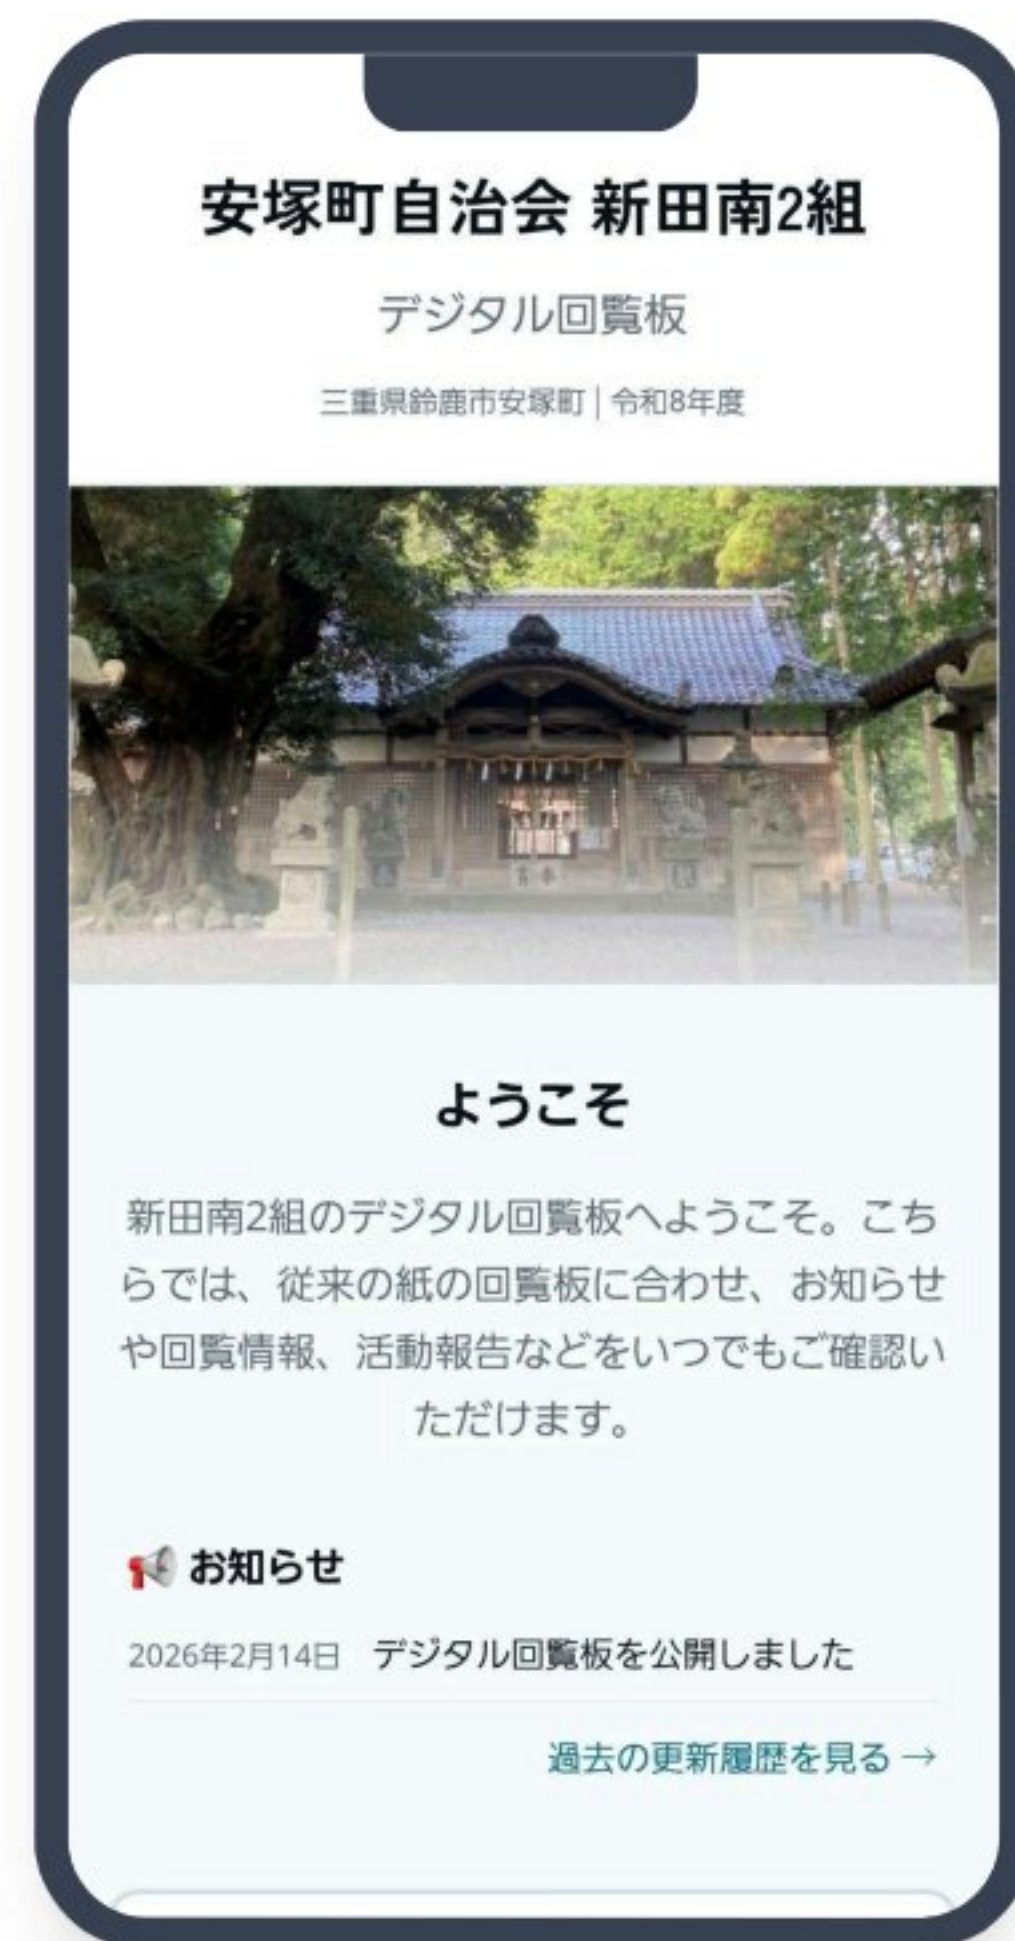 安塚町自治会 新田南2組
デジタル回覧板
三重県鈴鹿市安塚町 | 令和8年度
ようこそ
新田南2組のデジタル回覧板へようこそ。こち
らでは、従来の紙の回覧板に合わせ、お知らせ
や回覧情報、活動報告などをいつでもご確認い
ただけます。
お知らせ
2026年2月14日 デジタル回覧板を公開しました
過去の更新履歴を見る →